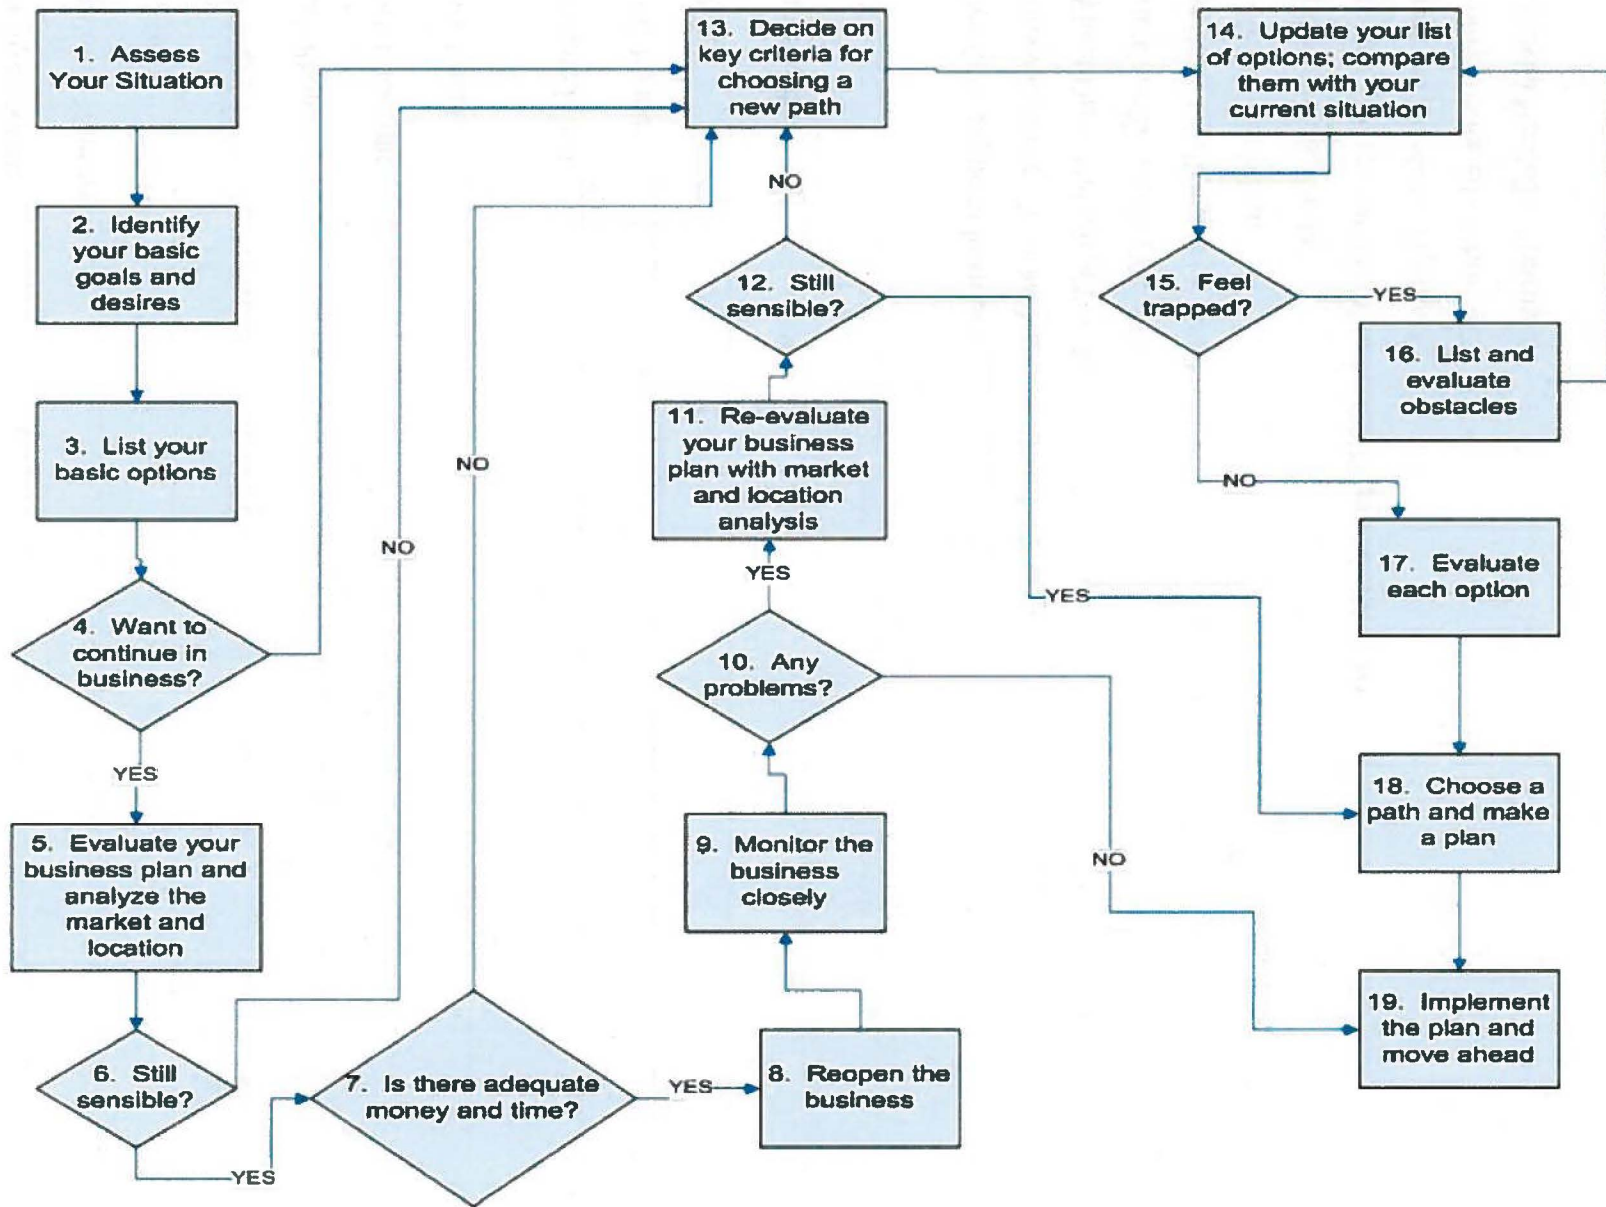 1. Assess
Your Situation
2. Identify
your basic
goals and
desires
3. List your
basic options
4. Want to
continue in
business?
YES
5. Evaluate your
business plan and
analyze the
market and
location
6. Still
sensible?
NO
YES
7. Is there adequate
money and time?
NO
YES
8. Reopen the
business
9. Monitor the
business
closely
10. Any
problems?
YES
NO
11. Re-evaluate
your business
plan with market
and location
analysis
12. Still
sensible?
NO
YES
13. Decide on
key criteria for
choosing a
new path
14. Update your list
of options; compare
them with your
current situation
15. Feel
trapped?
YES
NO
16. List and
evaluate
obstacles
17. Evaluate
each option
18. Choose a
path and make
a plan
19. Implement
the plan and
move ahead